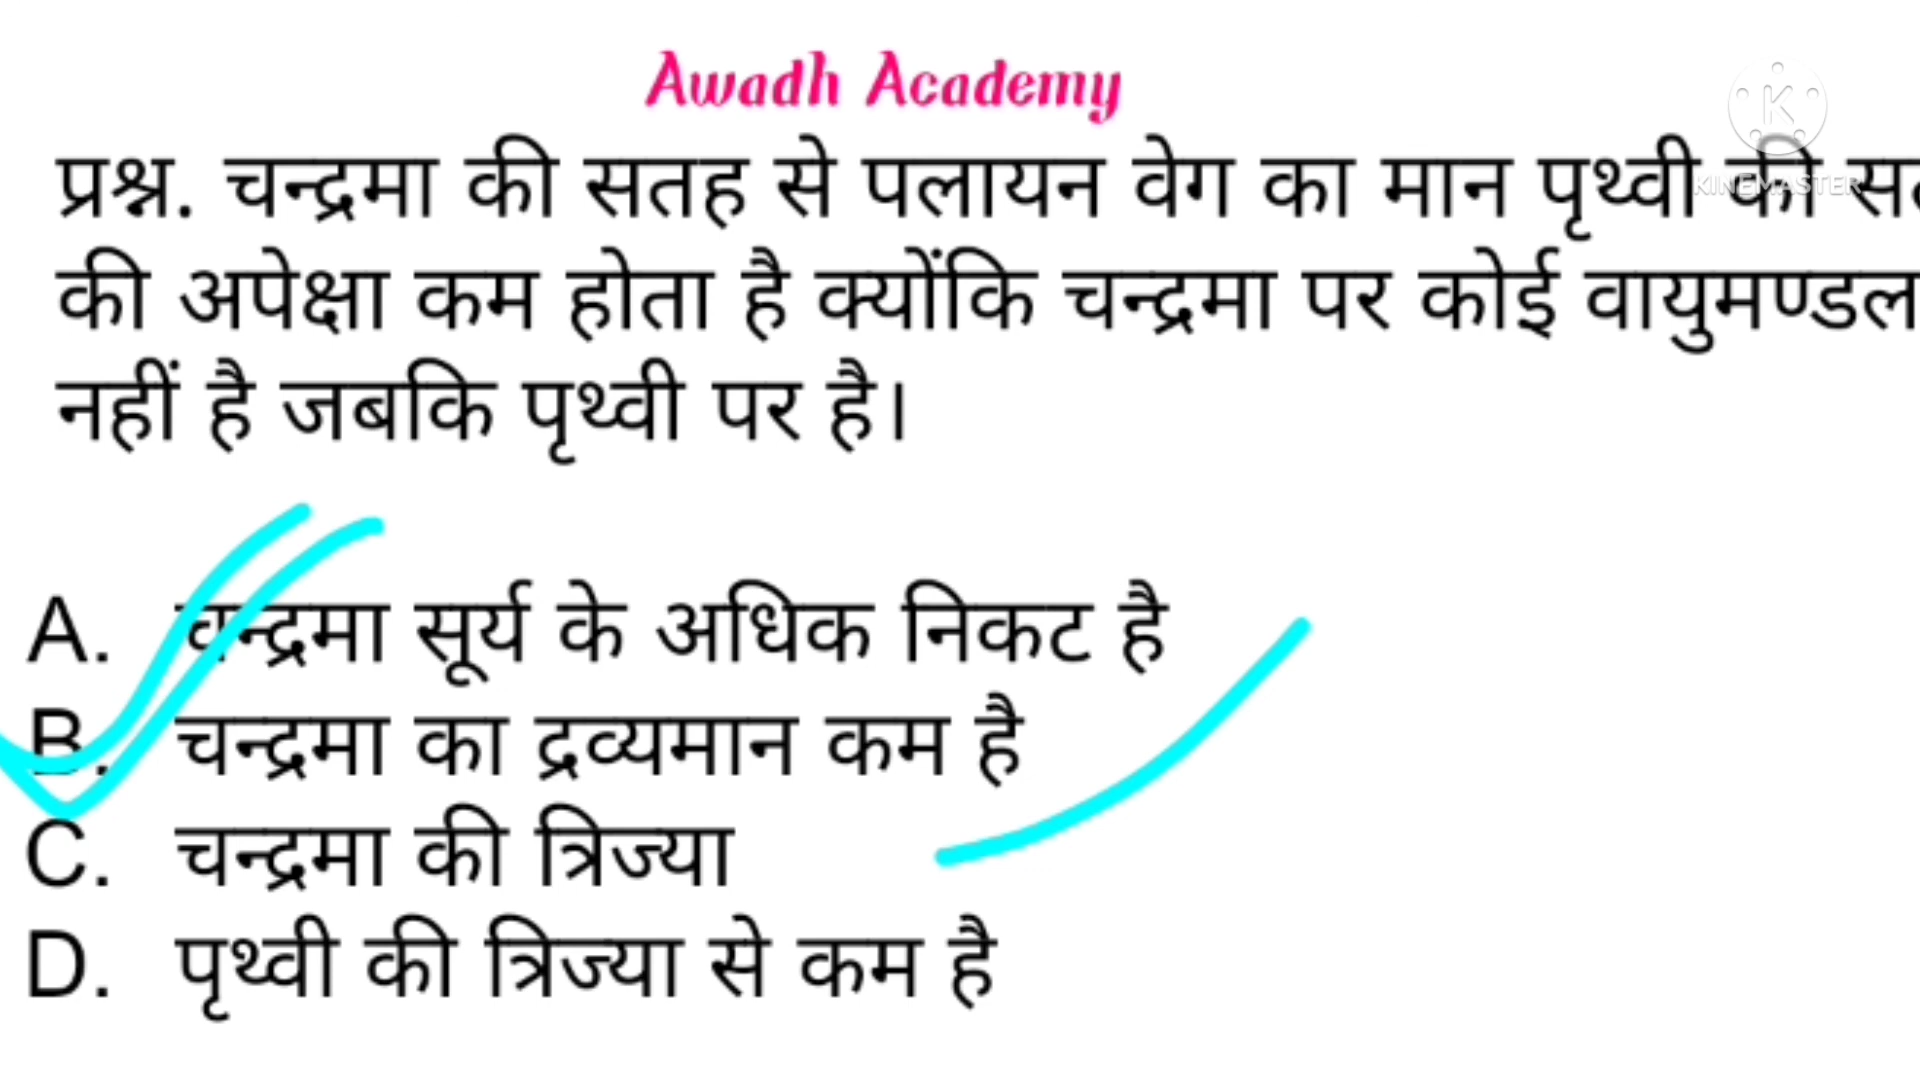 Awadh Academy
प्रश्न. चन्द्रमा की सतह से पलायन वेग का मान पृथ्वी की
की अपेक्षा कम होता है क्योंकि चन्द्रमा पर कोई वायुमण्डल
नहीं है जबकि पृथ्वी पर है।
A. चन्द्रमा सूर्य के अधिक निकट है
B. चन्द्रमा का द्रव्यमान कम है
C. चन्द्रमा की त्रिज्या
D. पृथ्वी की त्रिज्या से कम है
K
KINEMASTER